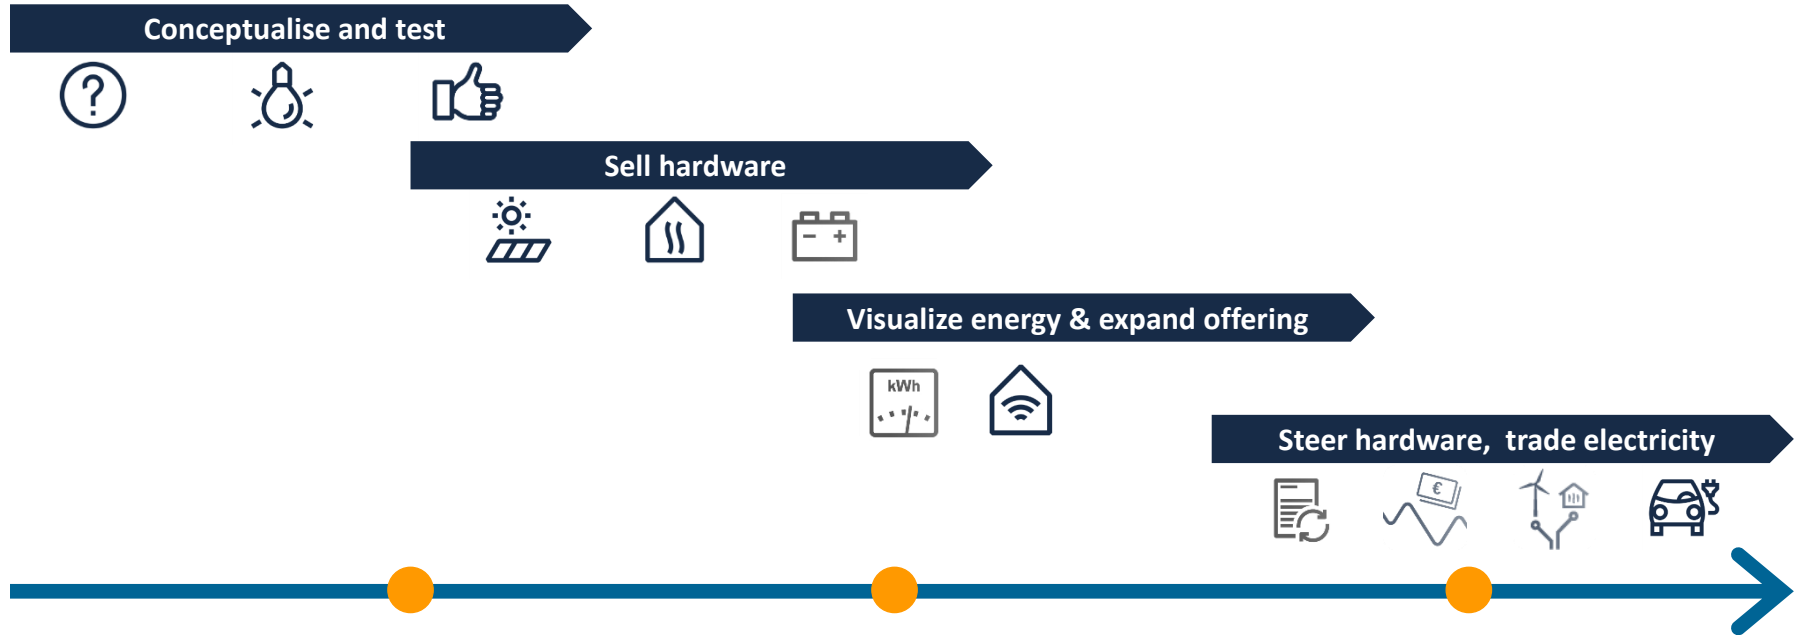 Conceptualise and test
?
Sell hardware
- +
Visualize energy & expand offering
kWh
Steer hardware, trade electricity
€